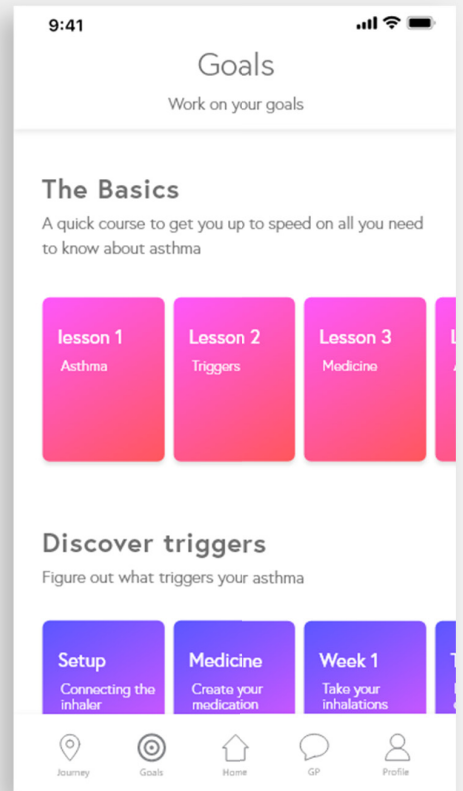 9:41
Goals
Work on your goals
The Basics
A quick course to get you up to speed on all you need
to know about asthma
lesson 1
Asthma
Lesson 2
Triggers
Lesson 3
Medicine
Discover triggers
Figure out what triggers your asthma
Setup
Connecting the
inhaler
Medicine
Create your
medication
Week 1
Take your
inhalations
Journey
Goals
Home
GP
Profile